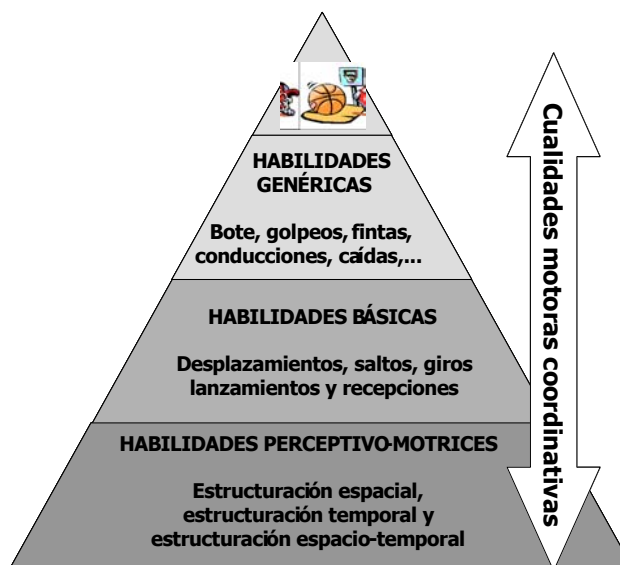 HABILIDADES
GENÉRICAS
Bote, golpeos, fintas,
conducciones, caídas,...
HABILIDADES BÁSICAS
Desplazamientos, saltos, giros
lanzamientos y recepciones
HABILIDADES PERCEPTIVO-MOTRICES
Estructuración espacial,
estructuración temporal y
estructuración espacio-temporal
Cualidades motoras coordinativas